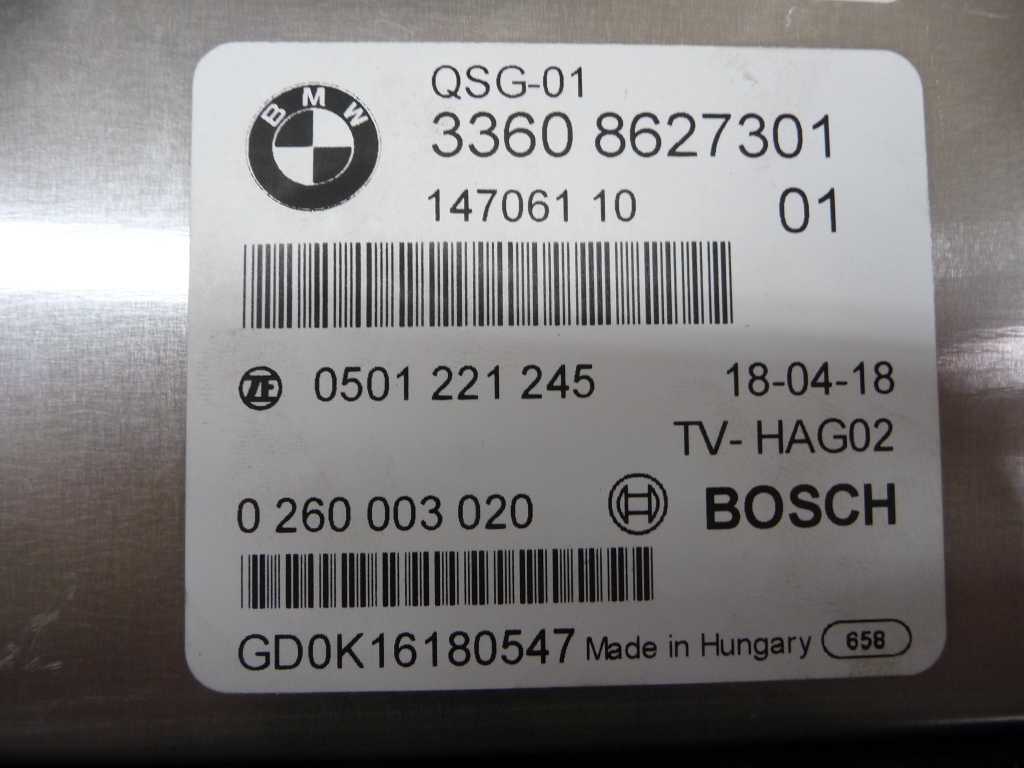 BMW
QSG-01
3360 8627301
147061 10 01
ZF 0501 221 245 18-04-18
TV- HAG02
0 260 003 020 BOSCH
GD0K16180547 Made in Hungary 658